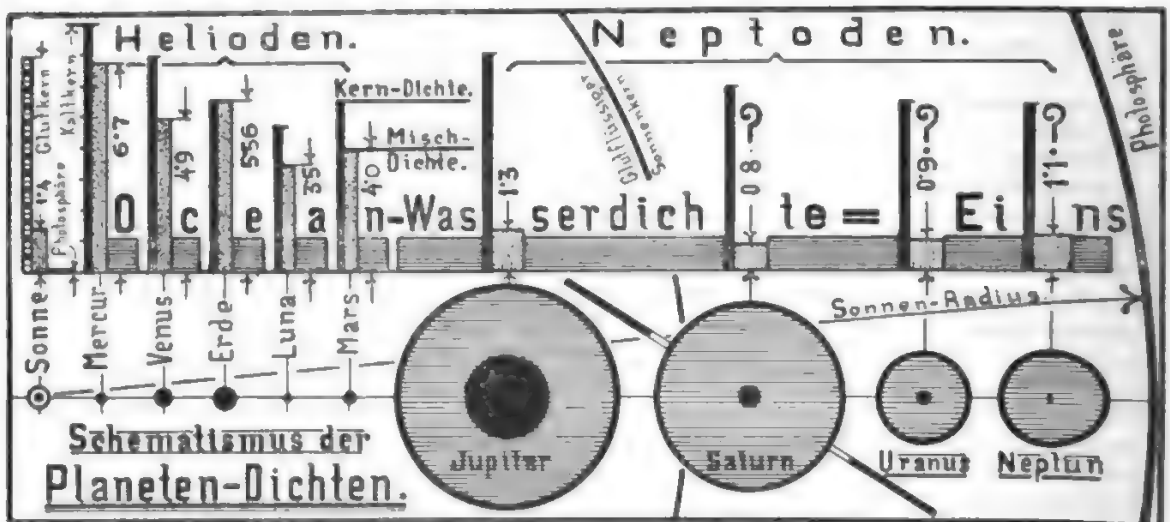 Helioden.
Neptoden.
Photosphäre
Glutflüssiger
Sonnenkern
Kern-Dichte.
Misch-
Dichte.
Photosphäre
1·4
Glutkern
Kaltkern
6·7
4·9
5·56
3·5
4·0
1·3
0·8·?
0·9·?
1·1·?
Ocean-Wasserdichte=Eins
Sonne
Mercur
Venus
Erde
Luna
Mars
Sonnen-Radius.
Jupiter
Saturn
Uranus
Neptun
Schematismus der
Planeten-Dichten.